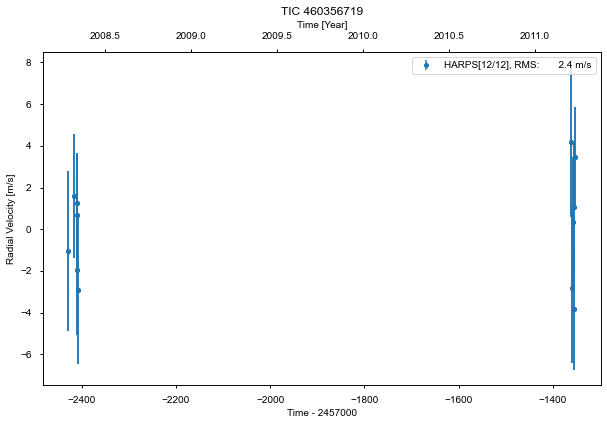 TIC 460356719
Time [Year]
2008.5 2009.0 2009.5 2010.0 2010.5 2011.0
HARPS[12/12], RMS: 2.4 m/s
8
6
4
2
0
−2
−4
−6
Radial Velocity [m/s]
−2400 −2200 −2000 −1800 −1600 −1400
Time - 2457000